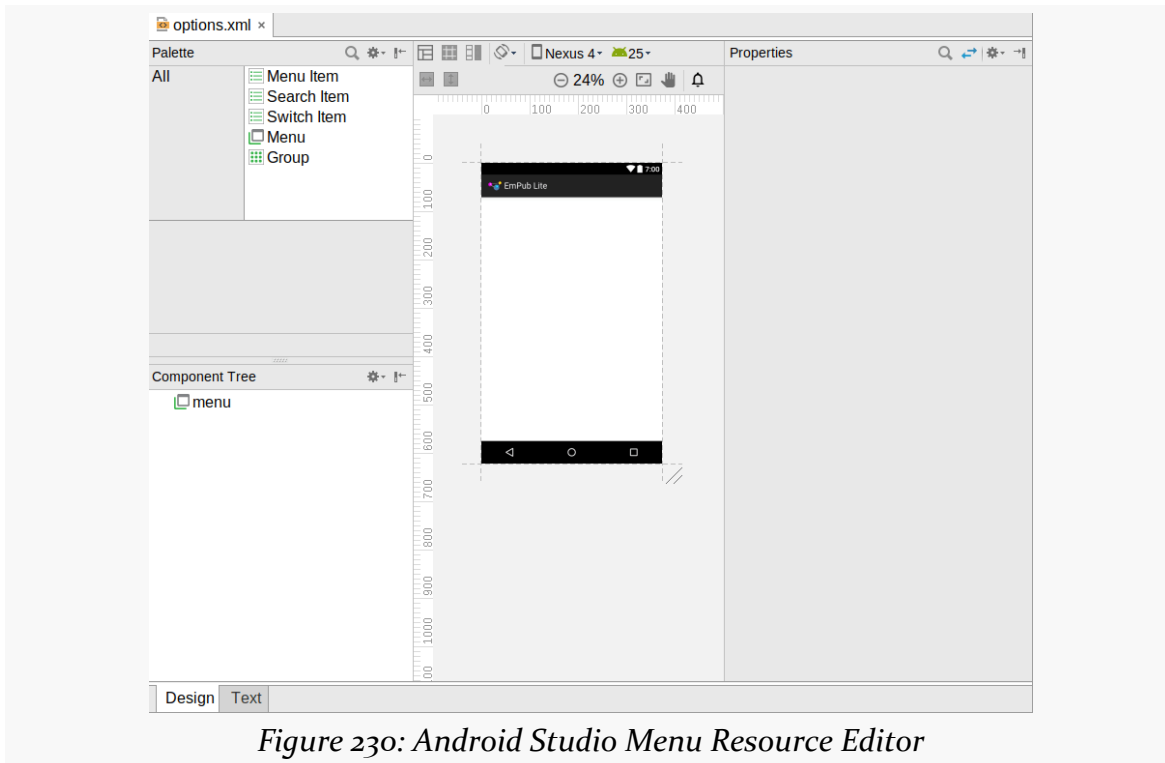 options.xml ×
Palette
All
Menu Item
Search Item
Switch Item
Menu
Group
Component Tree
menu
Nexus 4
25
24%
0 100 200 300 400
0
100
200
300
400
500
600
700
800
900
1000
00
7:00
EmPub Lite
Properties
Design Text
Figure 230: Android Studio Menu Resource Editor